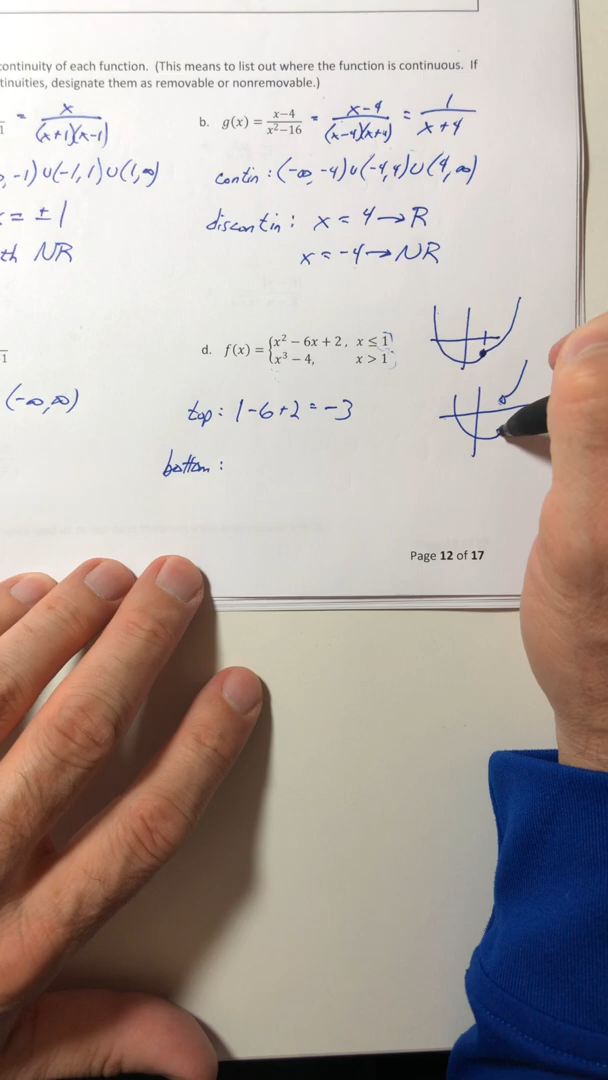 continuity of each function. (This means to list out where the function is continuous. If
tinuities, designate them as removable or nonremovable.)
1 = x/((x+1)(x-1))
b. g(x) = (x−4)/(x²−16) = (x-4)/((x-4)(x+4)) = 1/(x+4)
, -1)∪(-1, 1)∪(1, ∞)
contin : (-∞, -4)∪(-4, 4)∪(4, ∞)
= ±1
discontin : x = 4 → R
th NR
x = -4 → NR
1
d. f(x) = {x² − 6x + 2, x ≤ 1
x³ − 4, x > 1
(-∞, ∞)
top : 1-6+2 = -3
bottom :
Page 12 of 17